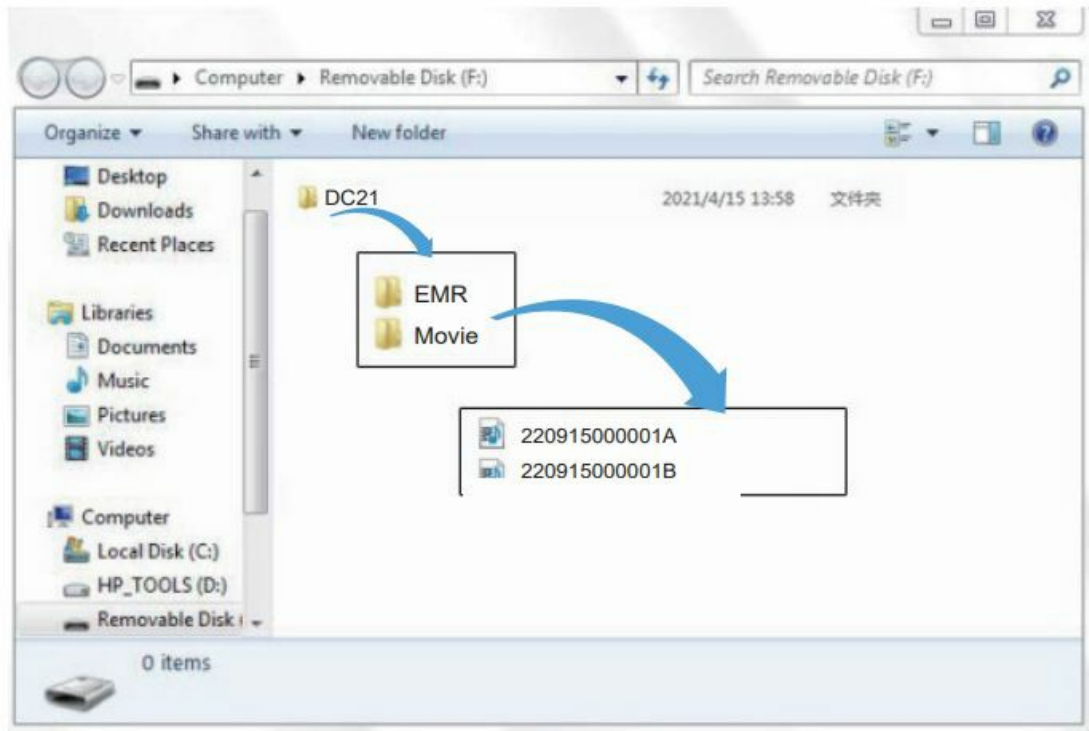 Computer ▸ Removable Disk (F:)
Search Removable Disk (F:)
Organize
Share with
New folder
Desktop
Downloads
Recent Places
Libraries
Documents
Music
Pictures
Videos
Computer
Local Disk (C:)
HP_TOOLS (D:)
Removable Disk
DC21 2021/4/15 13:58 文件夹
EMR
Movie
220915000001A
220915000001B
0 items